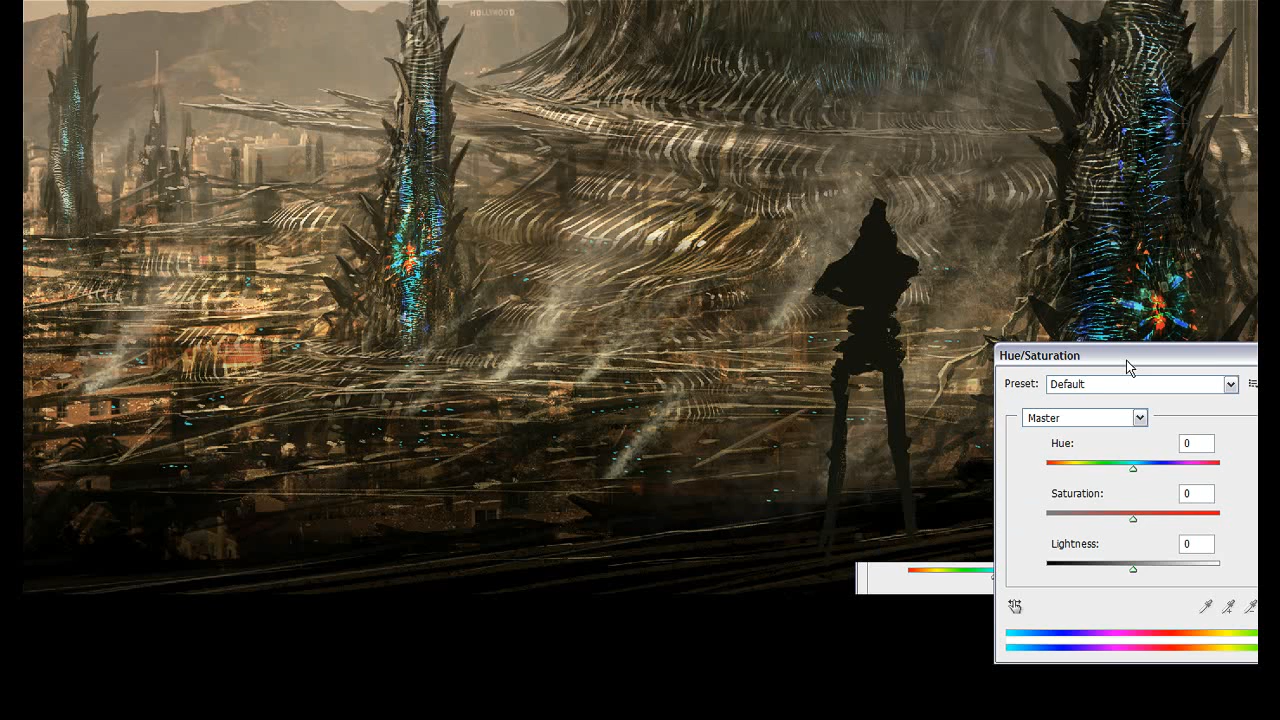 HOLLYWOOD
Hue/Saturation
Preset: Default
Master
Hue: 0
Saturation: 0
Lightness: 0